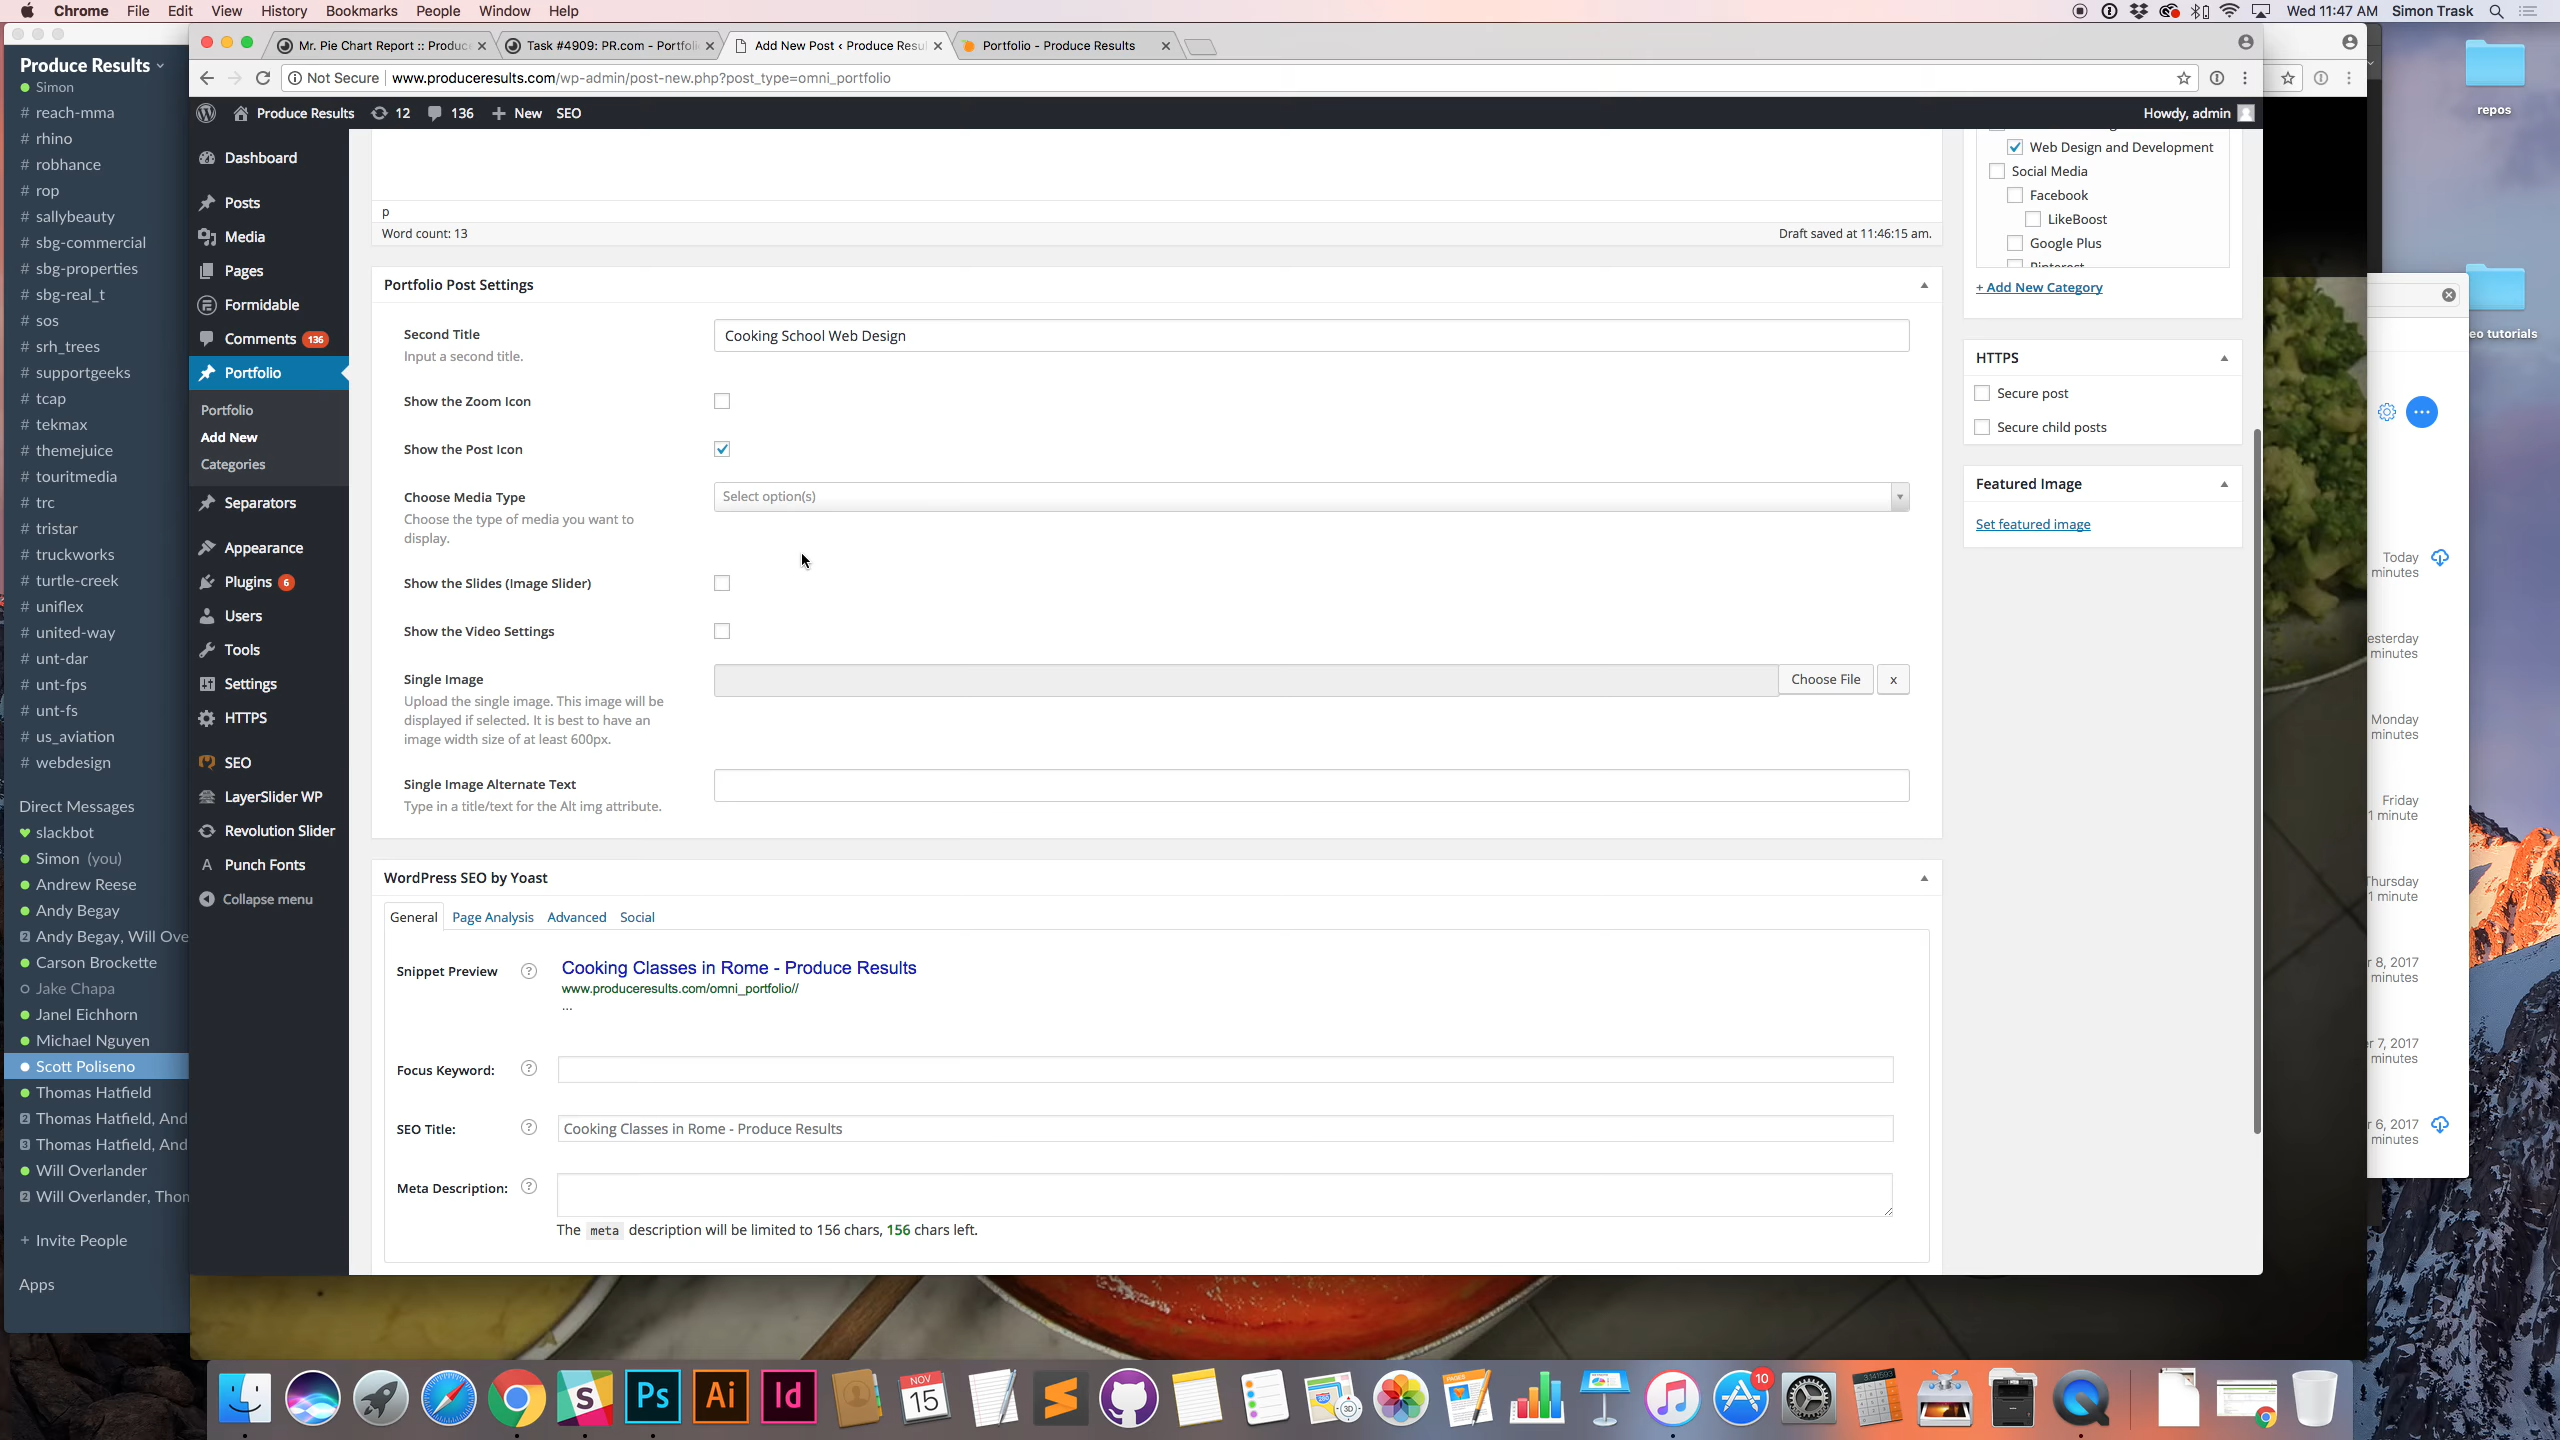 Chrome File Edit View History Bookmarks People Window Help
Wed 11:47 AM Simon Trask
Produce Results
Simon
# reach-mma
# rhino
# robhance
# rop
# sallybeauty
# sbg-commercial
# sbg-properties
# sbg-real_t
# sos
# srh_trees
# supportgeeks
# tcap
# tekmax
# themejuice
# touritmedia
# trc
# tristar
# truckworks
# turtle-creek
# uniflex
# united-way
# unt-dar
# unt-fps
# unt-fs
# us_aviation
# webdesign
Direct Messages
slackbot
Simon (you)
Andrew Reese
Andy Begay
2 Andy Begay, Will Ove
Carson Brockette
Jake Chapa
Janel Eichhorn
Michael Nguyen
Scott Poliseno
Thomas Hatfield
2 Thomas Hatfield, And
3 Thomas Hatfield, And
Will Overlander
2 Will Overlander, Thom
+ Invite People
Apps
Mr. Pie Chart Report :: Produce
Task #4909: PR.com - Portfoli
Add New Post ‹ Produce Resul
Portfolio - Produce Results
Not Secure www.produceresults.com/wp-admin/post-new.php?post_type=omni_portfolio
Produce Results 12 136 + New SEO
Howdy, admin
Dashboard
Posts
Media
Pages
Formidable
Comments 136
Portfolio
Portfolio
Add New
Categories
Separators
Appearance
Plugins 6
Users
Tools
Settings
HTTPS
SEO
LayerSlider WP
Revolution Slider
A Punch Fonts
Collapse menu
p
Word count: 13
Draft saved at 11:46:15 am.
Portfolio Post Settings
Second Title
Input a second title.
Cooking School Web Design
Show the Zoom Icon
Show the Post Icon
Choose Media Type
Choose the type of media you want to
display.
Select option(s)
Show the Slides (Image Slider)
Show the Video Settings
Single Image
Upload the single image. This image will be
displayed if selected. It is best to have an
image width size of at least 600px.
Choose File
x
Single Image Alternate Text
Type in a title/text for the Alt img attribute.
WordPress SEO by Yoast
General Page Analysis Advanced Social
Snippet Preview ?
Cooking Classes in Rome - Produce Results
www.produceresults.com/omni_portfolio//
...
Focus Keyword: ?
SEO Title: ?
Cooking Classes in Rome - Produce Results
Meta Description: ?
The meta description will be limited to 156 chars, 156 chars left.
Web Design and Development
Social Media
Facebook
LikeBoost
Google Plus
Pinterest
+ Add New Category
HTTPS
Secure post
Secure child posts
Featured Image
Set featured image
Today
minutes
esterday
minutes
Monday
minutes
Friday
1 minute
Thursday
1 minute
r 8, 2017
minutes
r 7, 2017
minutes
r 6, 2017
minutes
repos
eo tutorials
Ps
Ai
Id
NOV
15
10
3D
PAGES